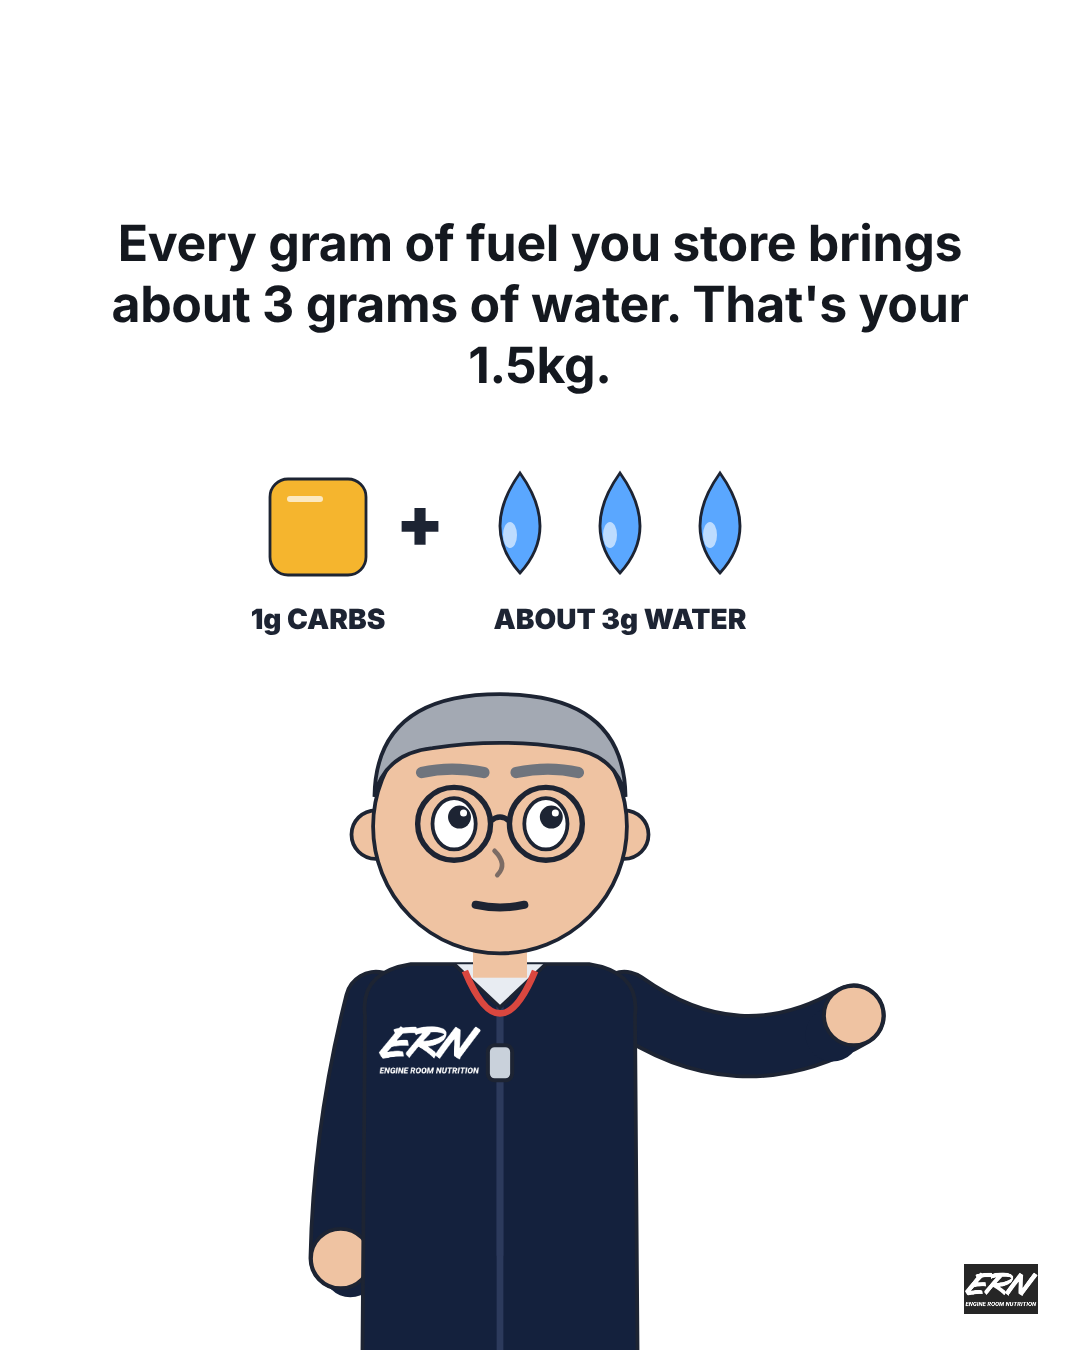 Every gram of fuel you store brings
about 3 grams of water. That's your
1.5kg.
1g CARBS
ABOUT 3g WATER
ERN
ENGINE ROOM NUTRITION
ERN
ENGINE ROOM NUTRITION